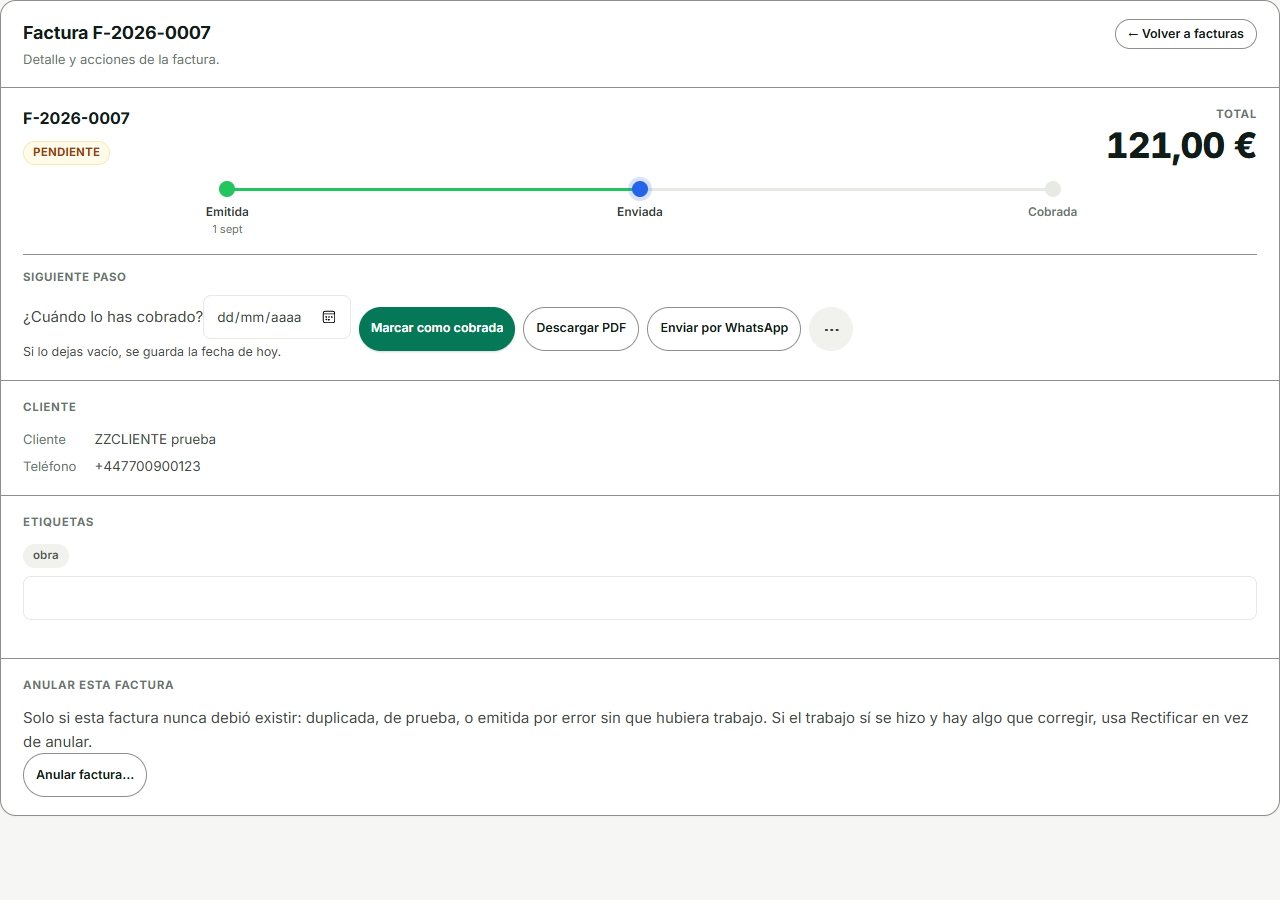 Factura F-2026-0007
← Volver a facturas
Detalle y acciones de la factura.
F-2026-0007
TOTAL
PENDIENTE
121,00 €
Emitida
Enviada
Cobrada
1 sept
SIGUIENTE PASO
¿Cuándo lo has cobrado?
dd/mm/aaaa
Marcar como cobrada
Descargar PDF
Enviar por WhatsApp
...
Si lo dejas vacío, se guarda la fecha de hoy.
CLIENTE
Cliente ZZCLIENTE prueba
Teléfono +447700900123
ETIQUETAS
obra
ANULAR ESTA FACTURA
Solo si esta factura nunca debió existir: duplicada, de prueba, o emitida por error sin que hubiera trabajo. Si el trabajo sí se hizo y hay algo que corregir, usa Rectificar en vez
de anular.
Anular factura...